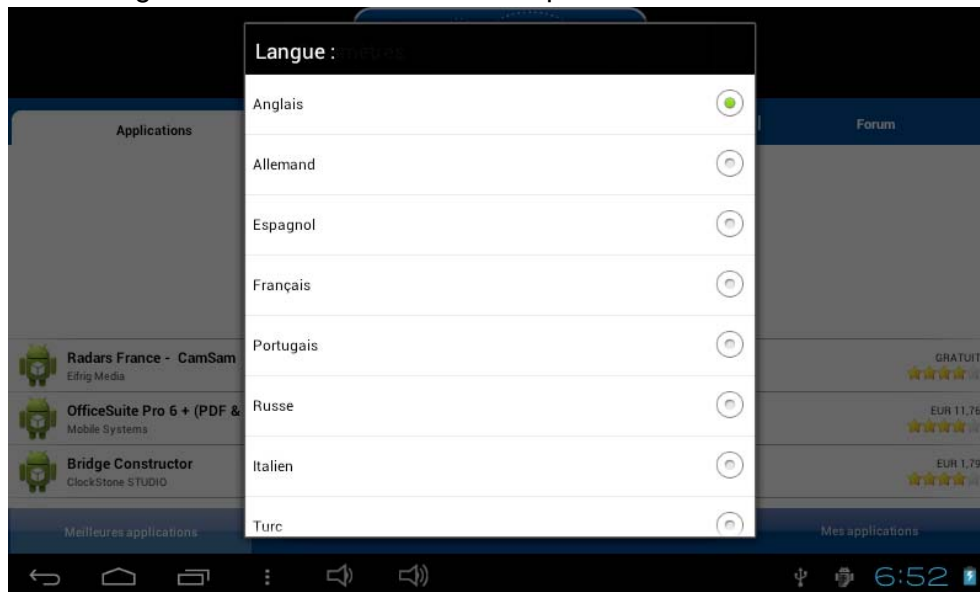 Langue :
Anglais
Applications
Forum
Allemand
Espagnol
Français
Portugais
Radars France - CamSam
GRATUIT
Eifrig Media
Russe
OfficeSuite Pro 6 + (PDF &
EUR 11,76
Mobile Systems
Italien
Bridge Constructor
EUR 1,79
ClockStone STUDIO
Turc
Meilleures applications
Mes applications
6:52